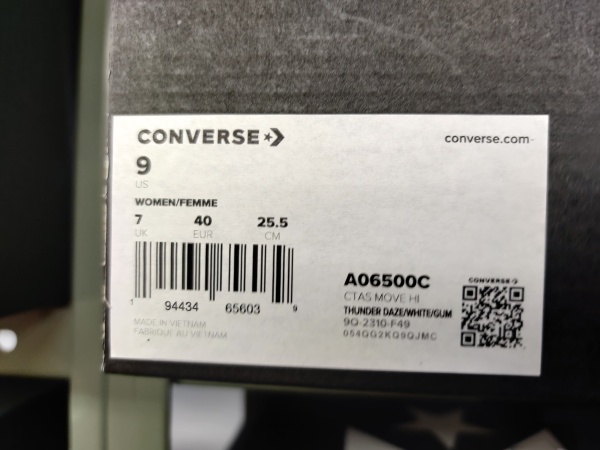 CONVERSE
converse.com
9
US
WOMEN/FEMME
7 40 25.5
UK EUR CM
1 94434 65603 9
MADE IN VIETNAM
FABRIQUE AU VIETNAM
A06500C
CTAS MOVE HI
THUNDER DAZE/WHITE/GUM
9Q-2310-F49
054QG2KQ9QJMC
CONVERSE